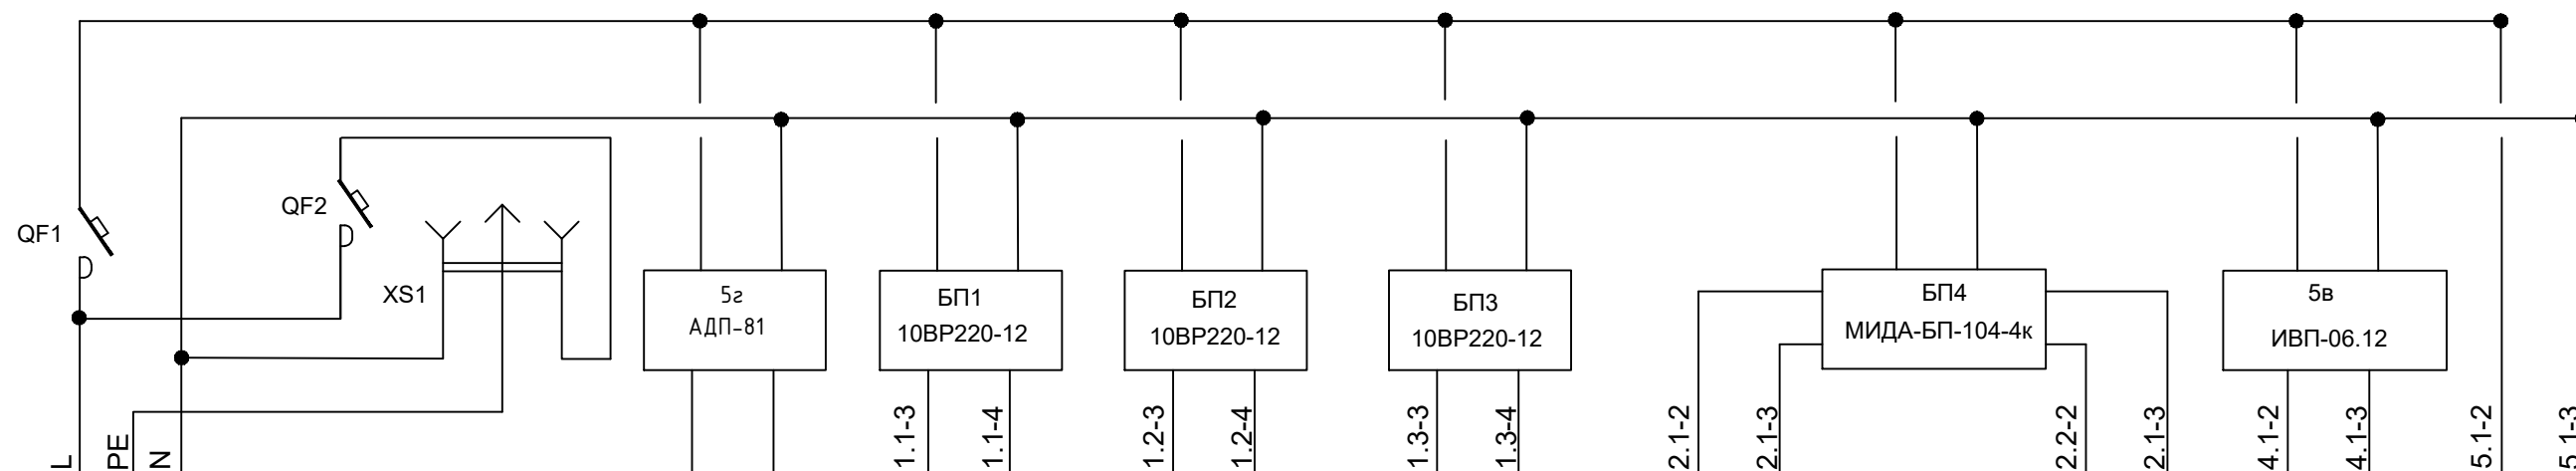 QF1
QF2
XS1
5г
АДП-81
БП1
10ВР220-12
БП2
10ВР220-12
БП3
10ВР220-12
БП4
МИДА-БП-104-4к
5в
ИВП-06.12
L
PE
N
1.1-3
1.1-4
1.2-3
1.2-4
1.3-3
1.3-4
2.1-2
2.1-3
2.2-2
2.1-3
4.1-2
4.1-3
5.1-2
5.1-3